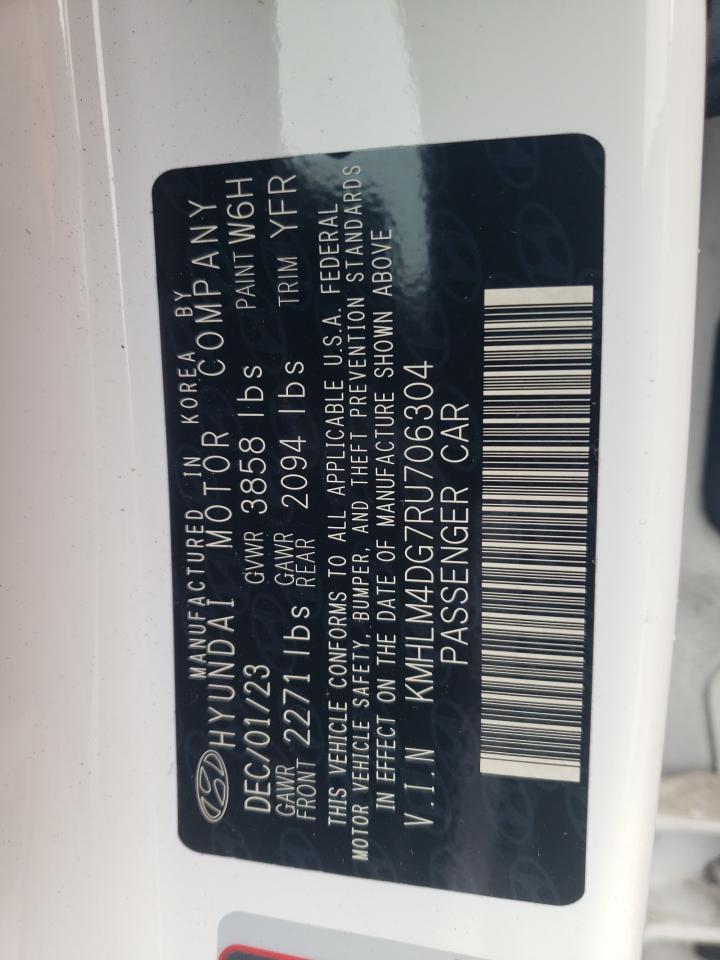 MANUFACTURED IN KOREA BY
HYUNDAI MOTOR COMPANY
DEC/01/23 GVWR 3858 lbs PAINT W6H
GAWR FRONT 2271 lbs GAWR REAR 2094 lbs TRIM YFR
THIS VEHICLE CONFORMS TO ALL APPLICABLE U.S.A. FEDERAL
MOTOR VEHICLE SAFETY, BUMPER, AND THEFT PREVENTION STANDARDS
IN EFFECT ON THE DATE OF MANUFACTURE SHOWN ABOVE
V.I.N KMHLM4DG7RU706304
PASSENGER CAR